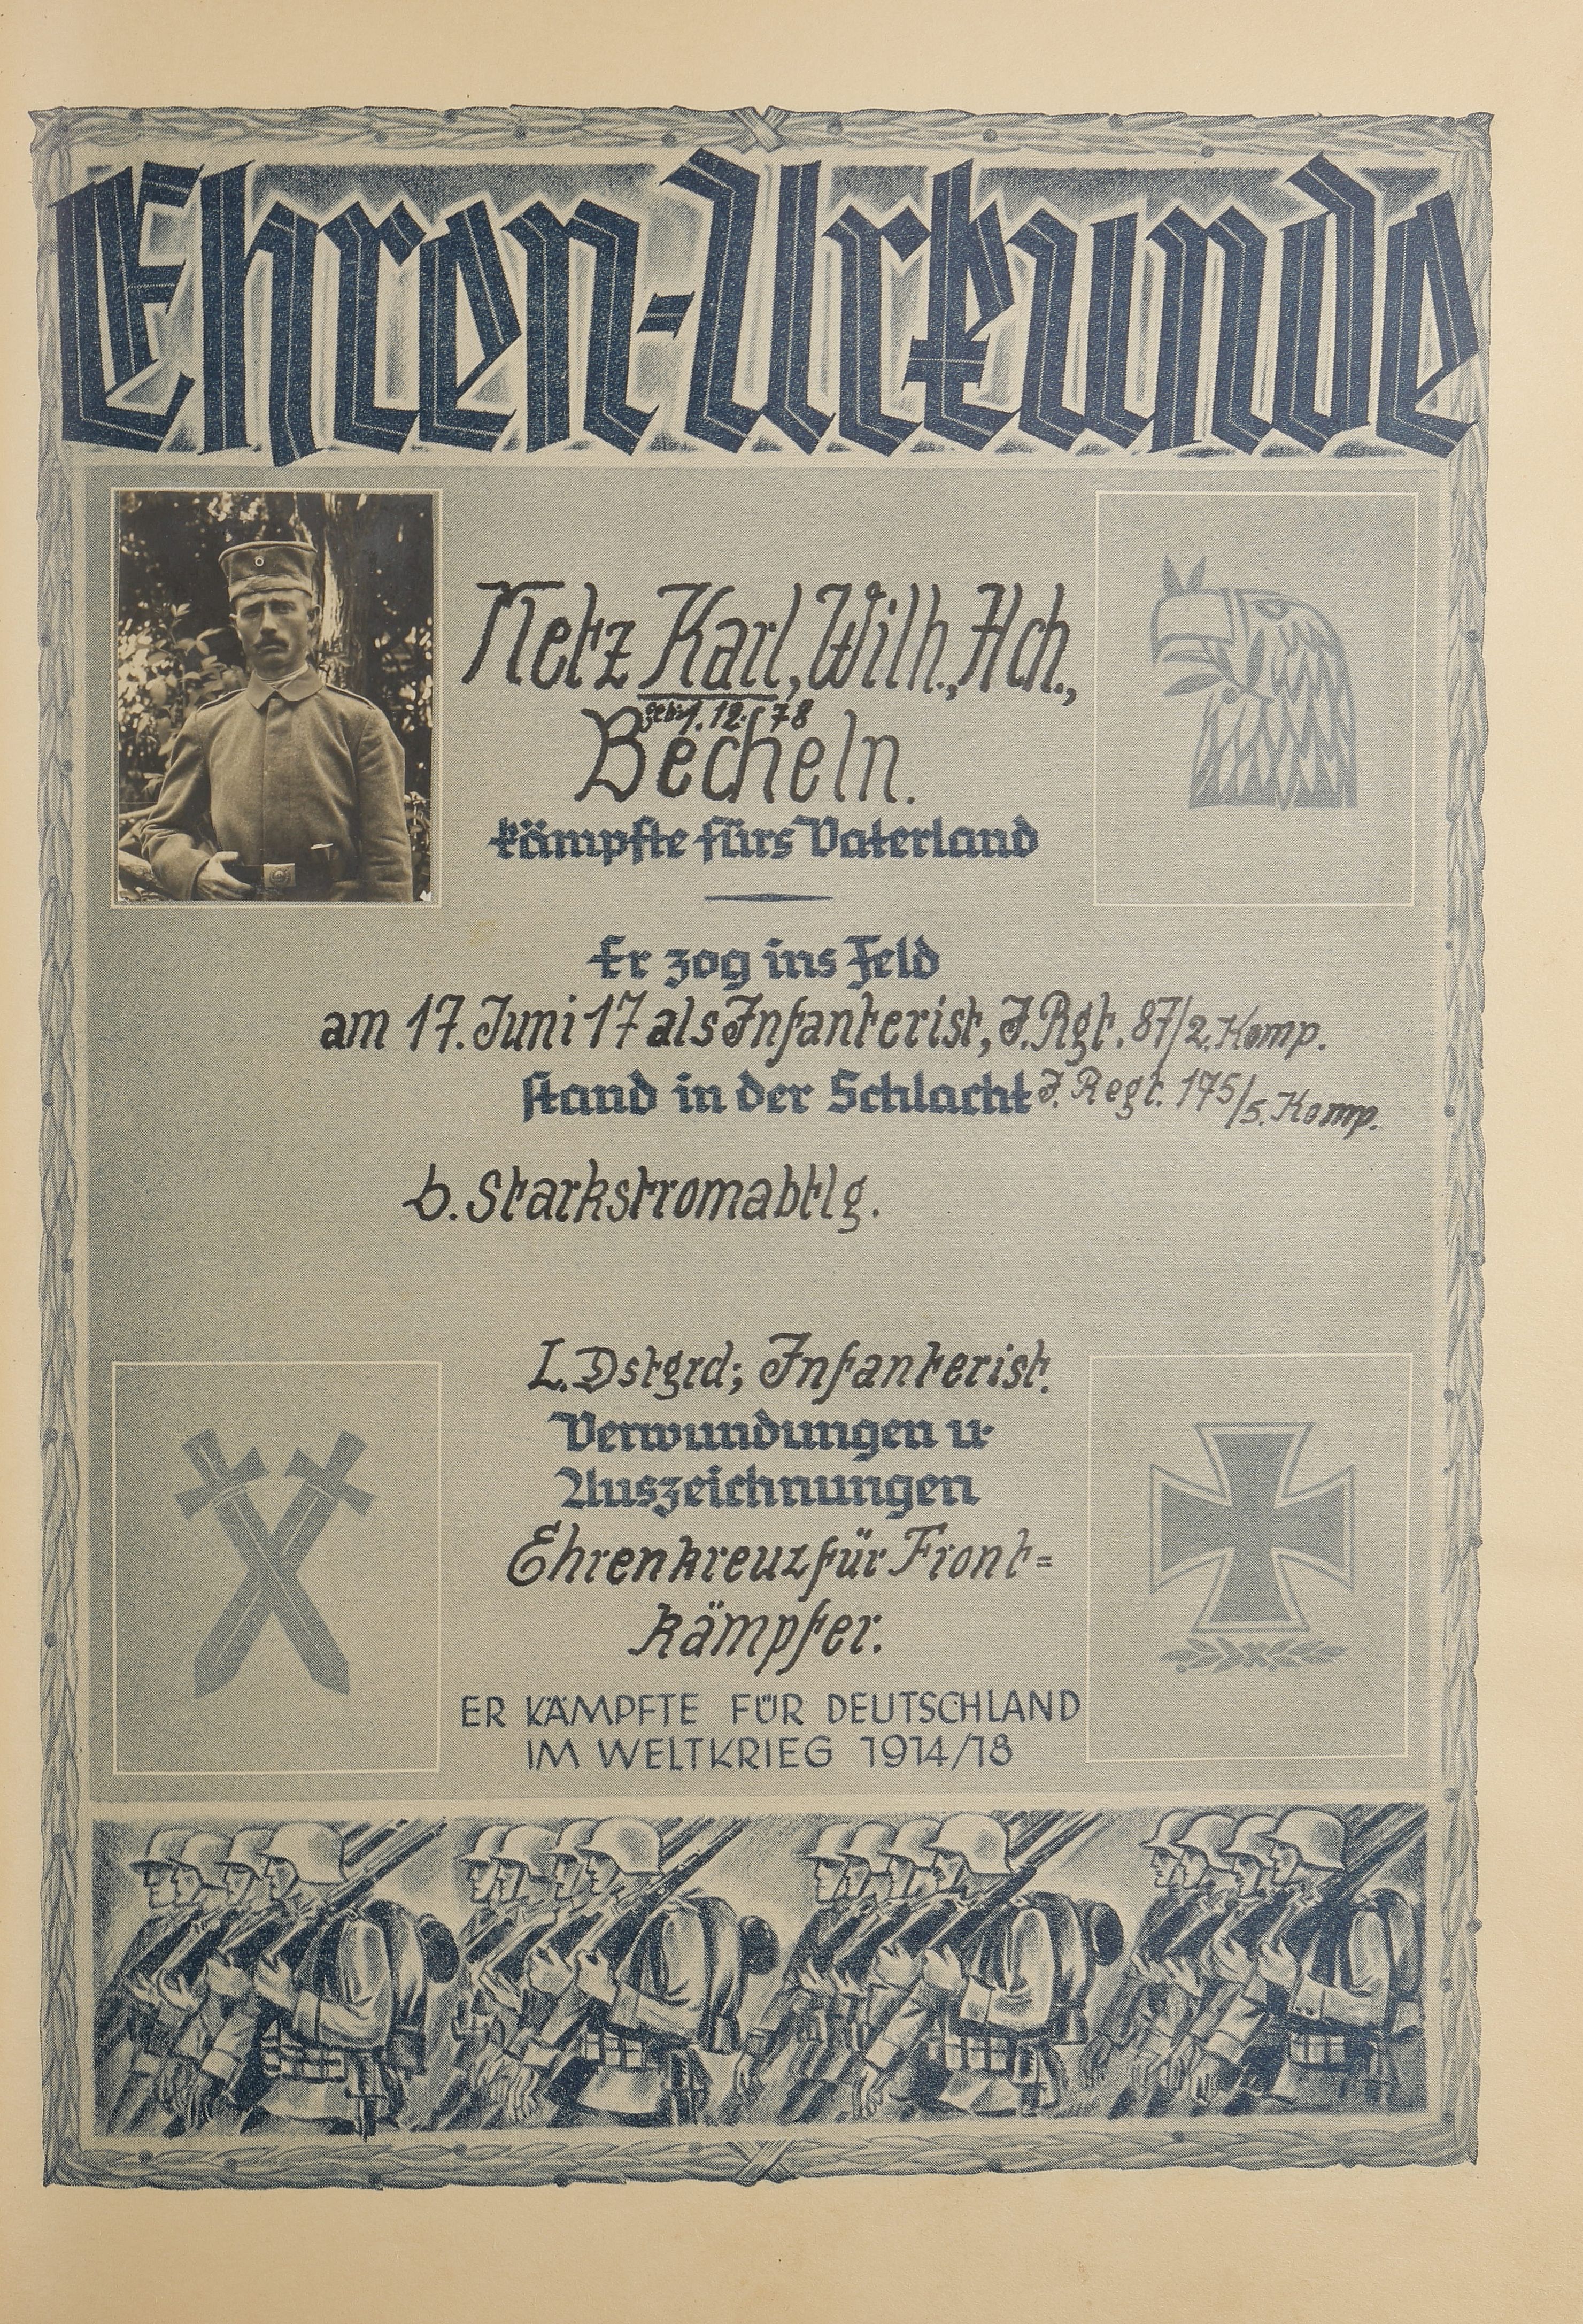 Ehren-Urkunde
Netz Karl, Wilh., Hch.,
geb. 1.12.78
Becheln.
kämpfte fürs Vaterland
Er zog ins Feld
am 17. Juni 17 als Infanterist, J. Rgt. 87/2. Komp.
stand in der Schlacht J. Regt. 175/5. Komp.
b. Starkstromabtlg.
L. Dstgrd; Infanterist.
Verwundungen u.
Auszeichnungen
Ehrenkreuz für Front=
kämpfer.
ER KÄMPFTE FÜR DEUTSCHLAND
IM WELTKRIEG 1914/18